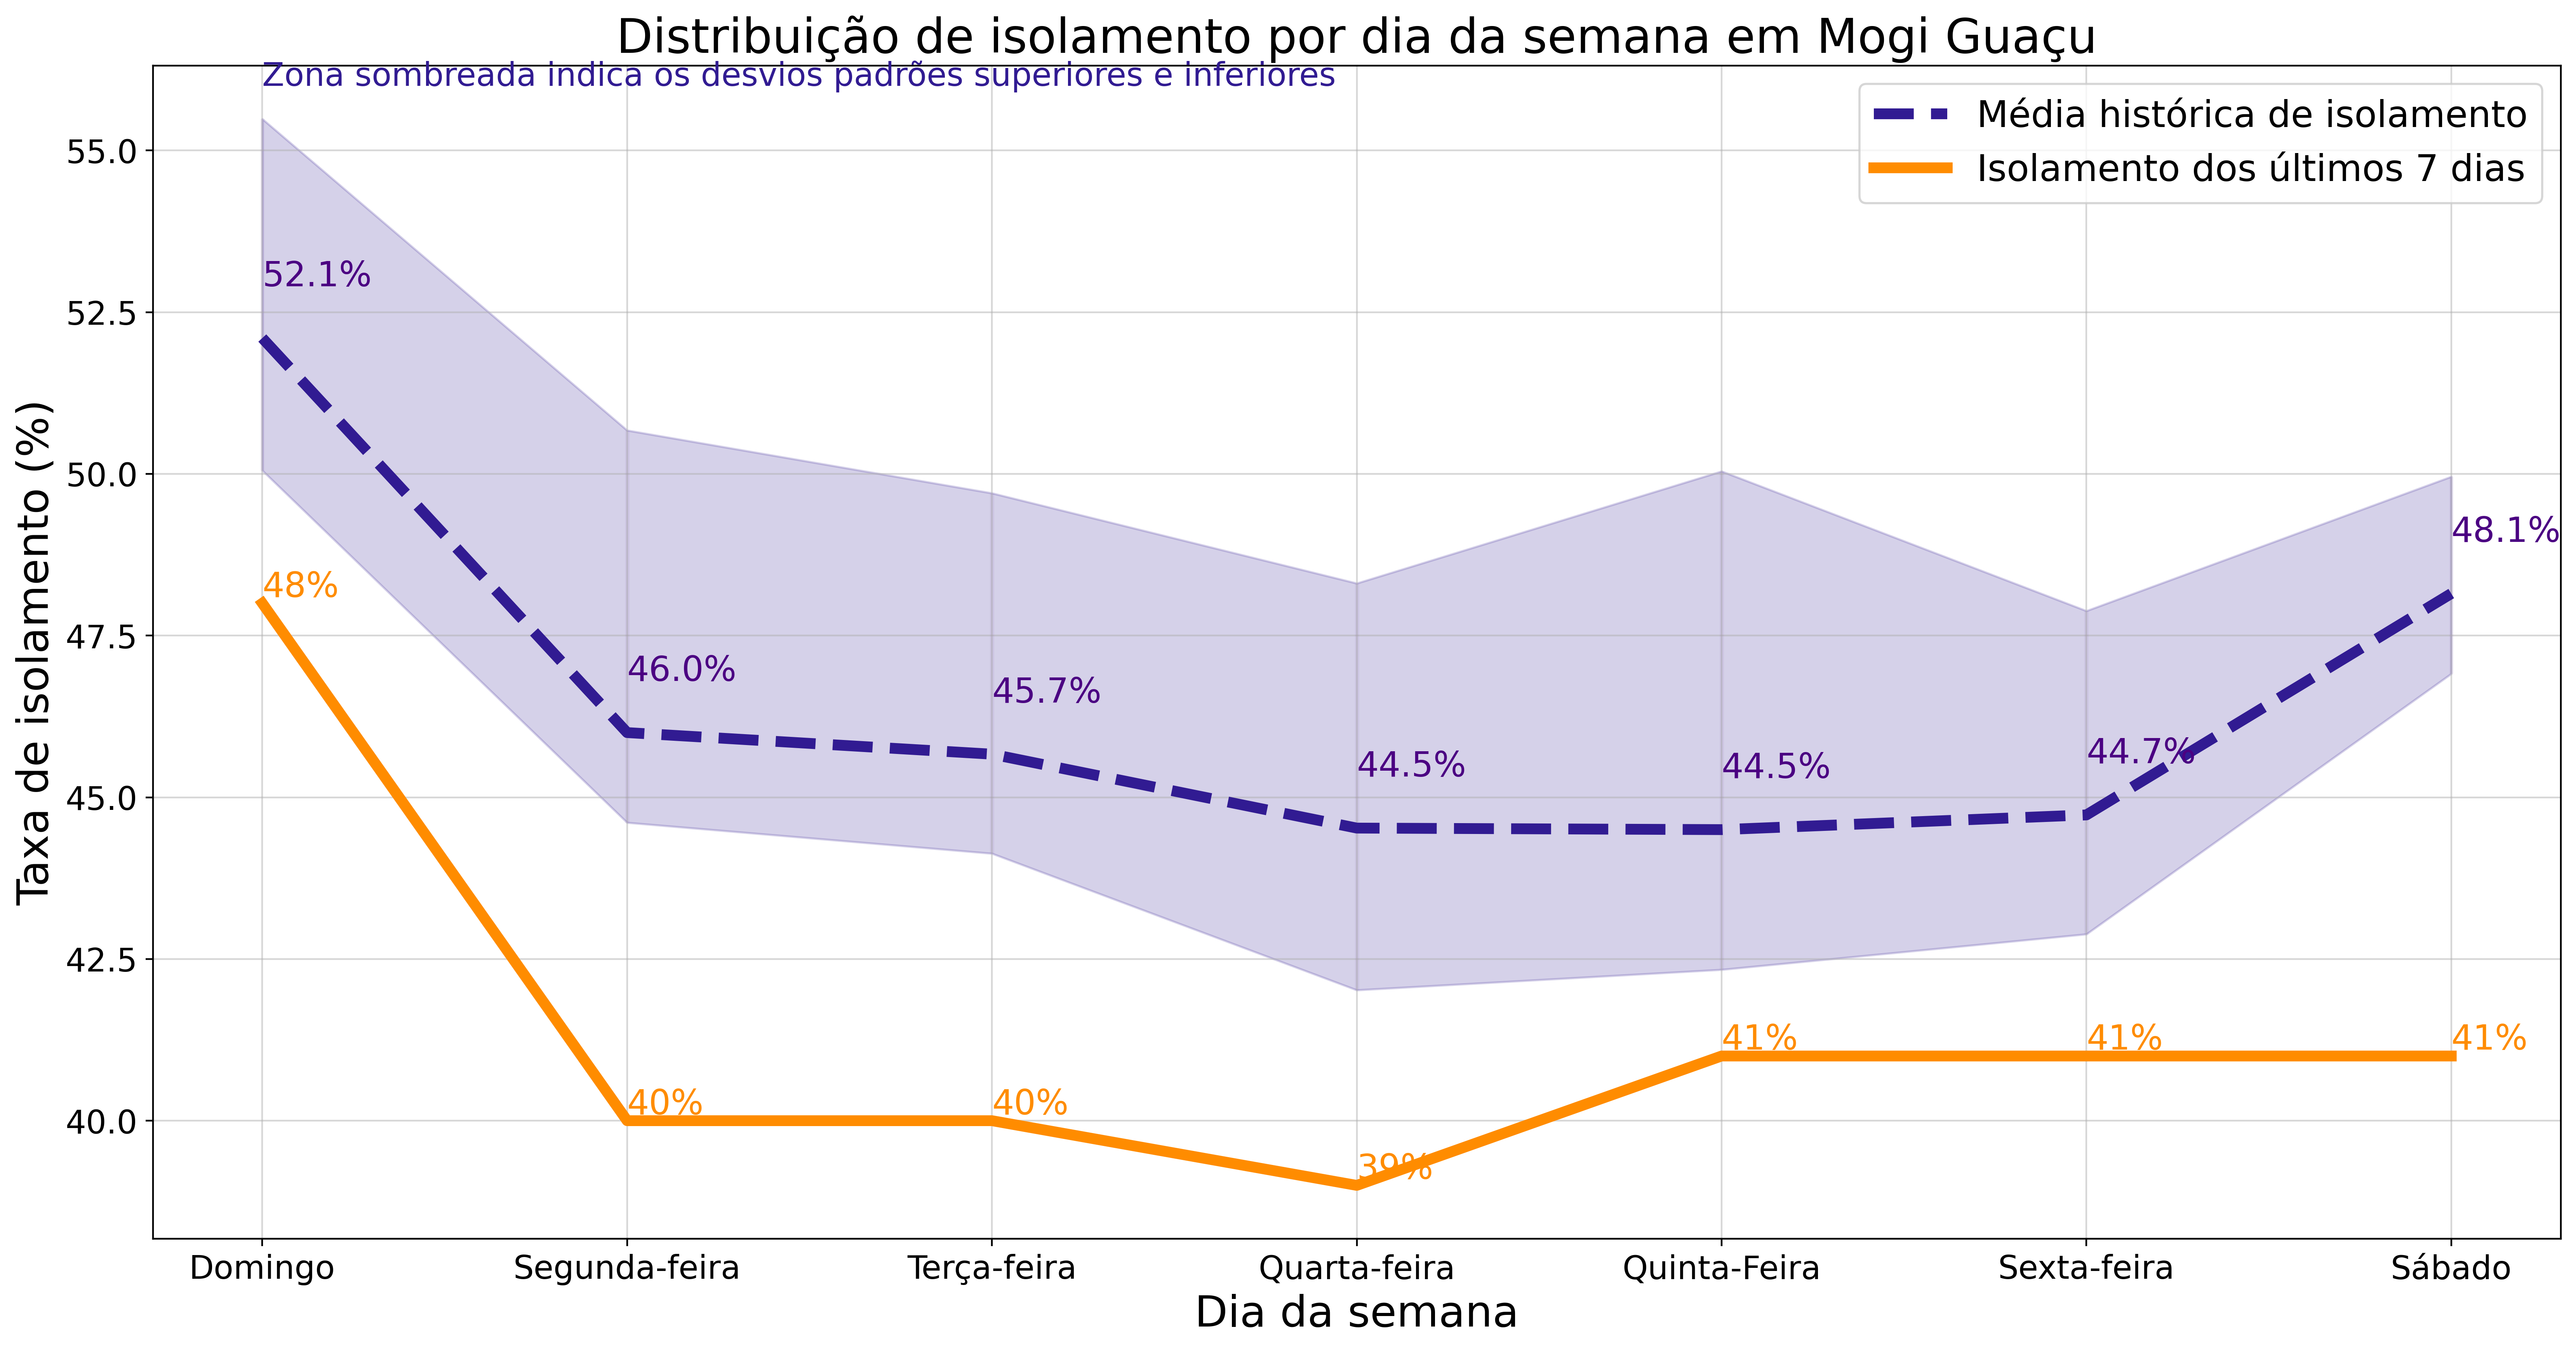 Distribuição de isolamento por dia da semana em Mogi Guaçu
Zona sombreada indica os desvios padrões superiores e inferiores
Média histórica de isolamento
Isolamento dos últimos 7 dias
Taxa de isolamento (%)
55.0
52.5
50.0
47.5
45.0
42.5
40.0
52.1%
46.0%
45.7%
44.5%
44.5%
44.7%
48.1%
48%
40%
40%
39%
41%
41%
41%
Domingo
Segunda-feira
Terça-feira
Quarta-feira
Quinta-Feira
Sexta-feira
Sábado
Dia da semana